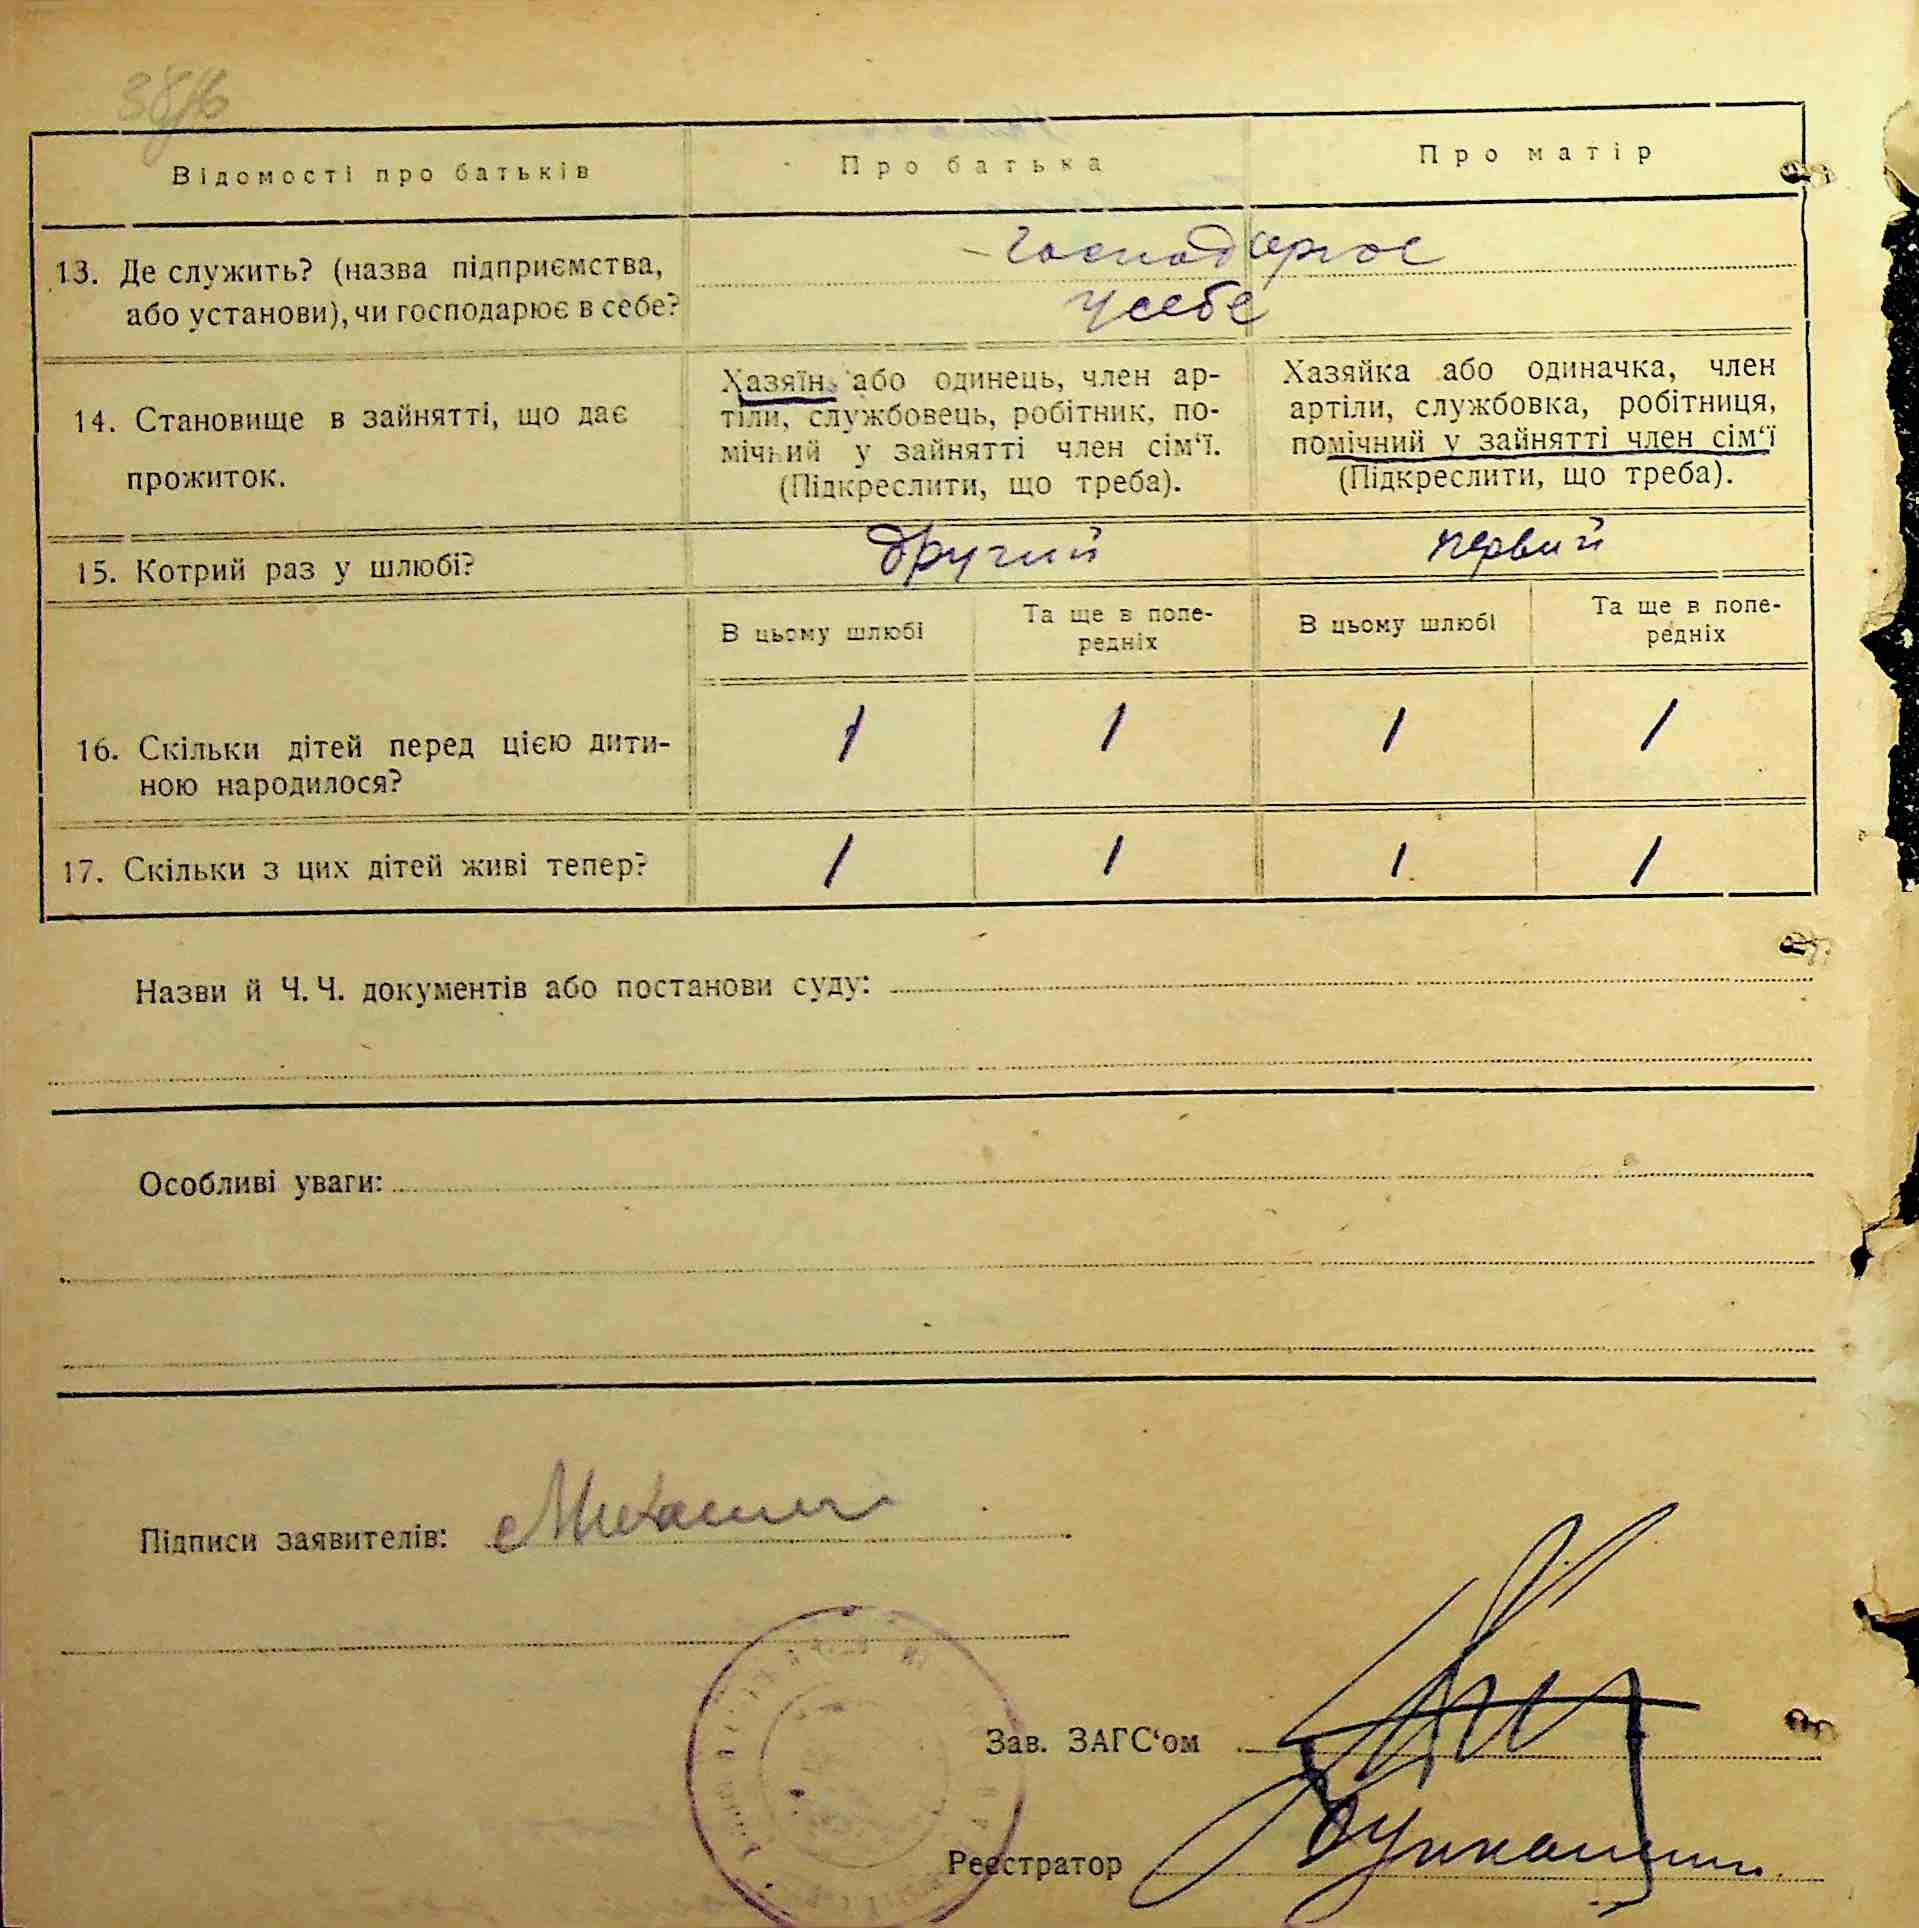 Відомості про батьків
Про батька
Про матір
13. Де служить? (назва підприємства,
або установи), чи господарює в себе?
господарює
у себе
14. Становище в зайнятті, що дає
прожиток.
Хазяїн або одинець, член ар-
тіли, службовець, робітник, по-
мічний у зайнятті член сім‘ї.
(Підкреслити, що треба).
Хазяйка або одиначка, член
артіли, службовка, робітниця,
помічний у зайнятті член сім‘ї
(Підкреслити, що треба).
15. Котрий раз у шлюбі?
другий
первий
В цьому шлюбі
Та ще в попе-
редніх
В цьому шлюбі
Та ще в попе-
редніх
16. Скільки дітей перед цією дити-
ною народилося?
1 1 1 1
17. Скільки з цих дітей живі тепер?
1 1 1 1
Назви й Ч. Ч. документів або постанови суду:
Особливі уваги:
Підписи заявителів:
Зав. ЗАГС‘ом
Реєстратор